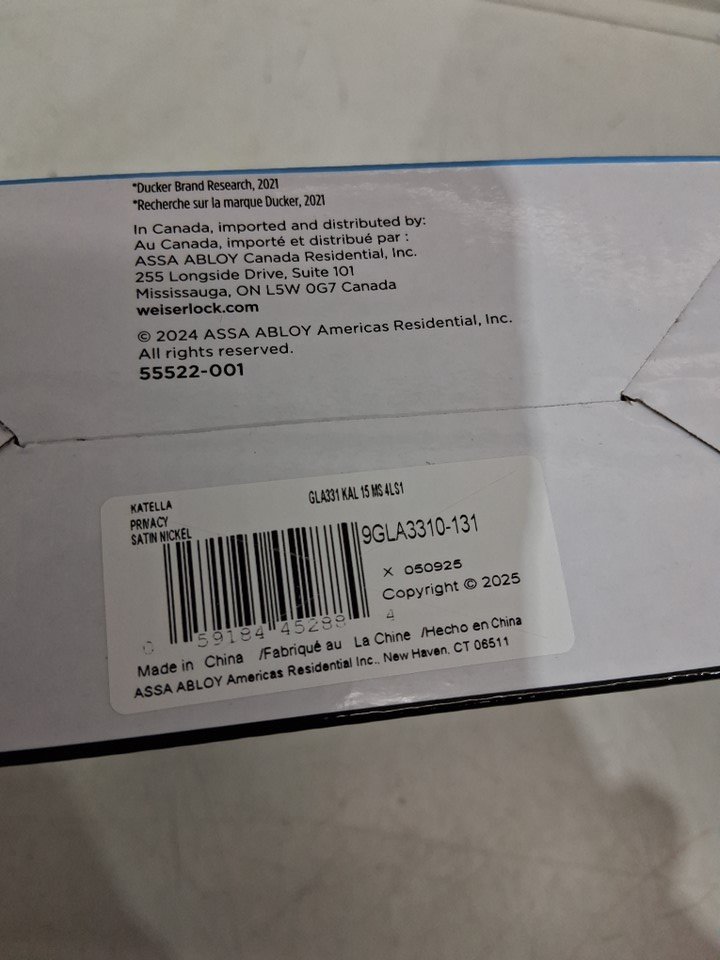 *Ducker Brand Research, 2021
*Recherche sur la marque Ducker, 2021
In Canada, imported and distributed by:
Au Canada, importé et distribué par :
ASSA ABLOY Canada Residential, Inc.
255 Longside Drive, Suite 101
Mississauga, ON L5W 0G7 Canada
weiserlock.com
© 2024 ASSA ABLOY Americas Residential, Inc.
All rights reserved.
55522-001
KATELLA
PRIVACY
SATIN NICKEL
GLA331 KAL 15 MS 4LS1
9GLA3310-131
X 050925
Copyright © 2025
0 59184 45288 4
Made in China /Fabriqué au La Chine /Hecho en China
ASSA ABLOY Americas Residential Inc., New Haven, CT 06511